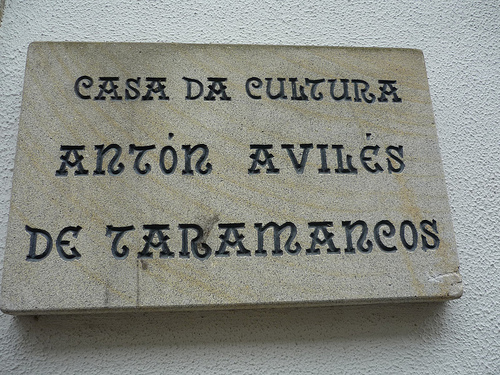 CASA DA CULTURA
ANTÓN AVILÉS
DE TARAMANCOS